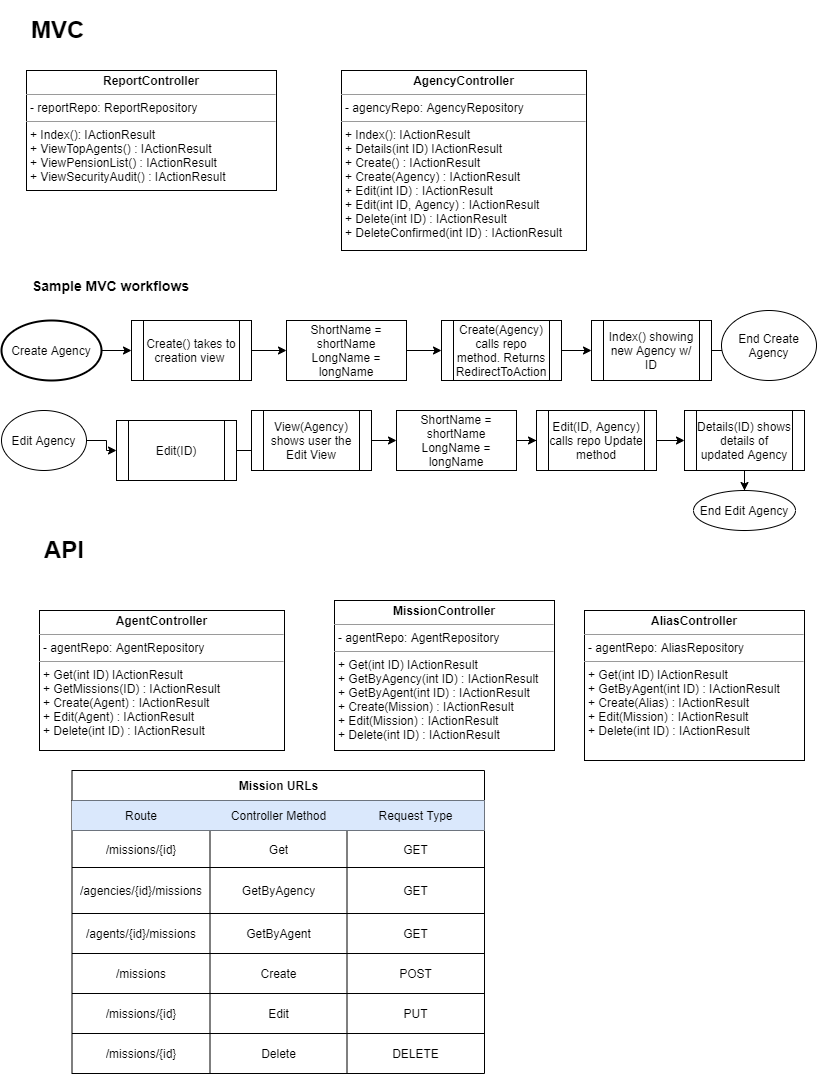 MVC
ReportController
- reportRepo: ReportRepository
+ Index(): IActionResult
+ ViewTopAgents() : IActionResult
+ ViewPensionList() : IActionResult
+ ViewSecurityAudit() : IActionResult
AgencyController
- agencyRepo: AgencyRepository
+ Index(): IActionResult
+ Details(int ID) IActionResult
+ Create() : IActionResult
+ Create(Agency) : IActionResult
+ Edit(int ID) : IActionResult
+ Edit(int ID, Agency) : IActionResult
+ Delete(int ID) : IActionResult
+ DeleteConfirmed(int ID) : IActionResult
Sample MVC workflows
Create Agency
Create() takes to
creation view
ShortName =
shortName
LongName =
longName
Create(Agency)
calls repo
method. Returns
RedirectToAction
Index() showing
new Agency w/
ID
End Create
Agency
Edit Agency
Edit(ID)
View(Agency)
shows user the
Edit View
ShortName =
shortName
LongName =
longName
Edit(ID, Agency)
calls repo Update
method
Details(ID) shows
details of
updated Agency
End Edit Agency
API
AgentController
- agentRepo: AgentRepository
+ Get(int ID) IActionResult
+ GetMissions(ID) : IActionResult
+ Create(Agent) : IActionResult
+ Edit(Agent) : IActionResult
+ Delete(int ID) : IActionResult
MissionController
- agentRepo: AgentRepository
+ Get(int ID) IActionResult
+ GetByAgency(int ID) : IActionResult
+ GetByAgent(int ID) : IActionResult
+ Create(Mission) : IActionResult
+ Edit(Mission) : IActionResult
+ Delete(int ID) : IActionResult
AliasController
- agentRepo: AliasRepository
+ Get(int ID) IActionResult
+ GetByAgent(int ID) : IActionResult
+ Create(Alias) : IActionResult
+ Edit(Mission) : IActionResult
+ Delete(int ID) : IActionResult
Mission URLs
Route Controller Method Request Type
/missions/{id} Get GET
/agencies/{id}/missions GetByAgency GET
/agents/{id}/missions GetByAgent GET
/missions Create POST
/missions/{id} Edit PUT
/missions/{id} Delete DELETE